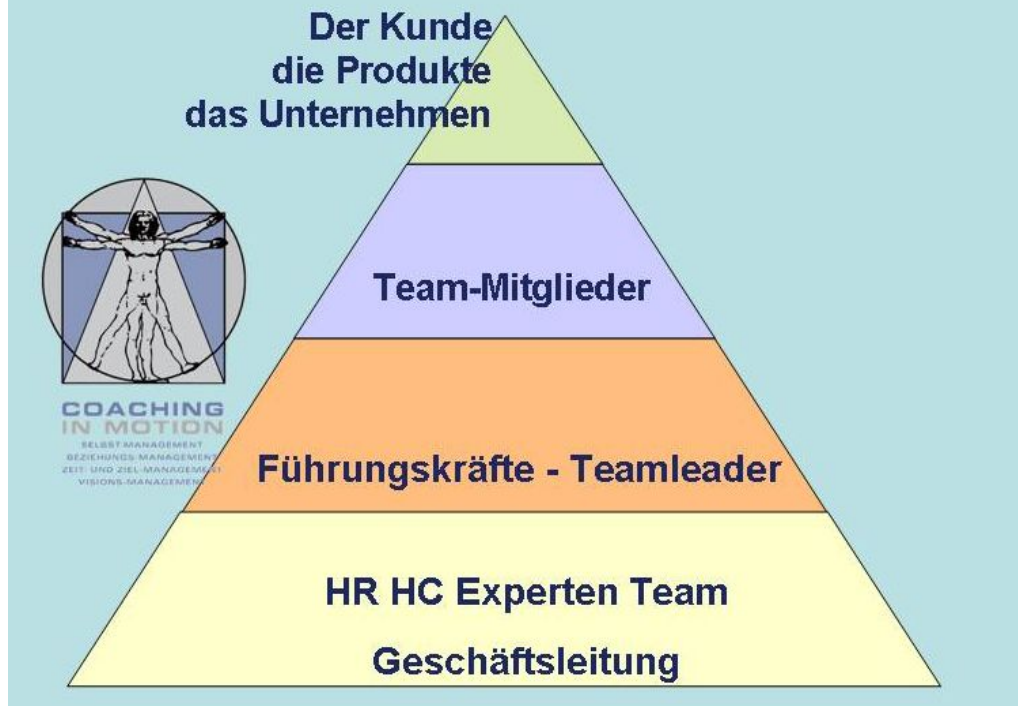 Der Kunde
die Produkte
das Unternehmen
Team-Mitglieder
COACHING
IN MOTION
SELBST-MANAGEMENT
BEZIEHUNGS-MANAGEMENT
ZEIT- UND ZIEL-MANAGEMENT
VISIONS-MANAGEMENT
Führungskräfte - Teamleader
HR HC Experten Team
Geschäftsleitung